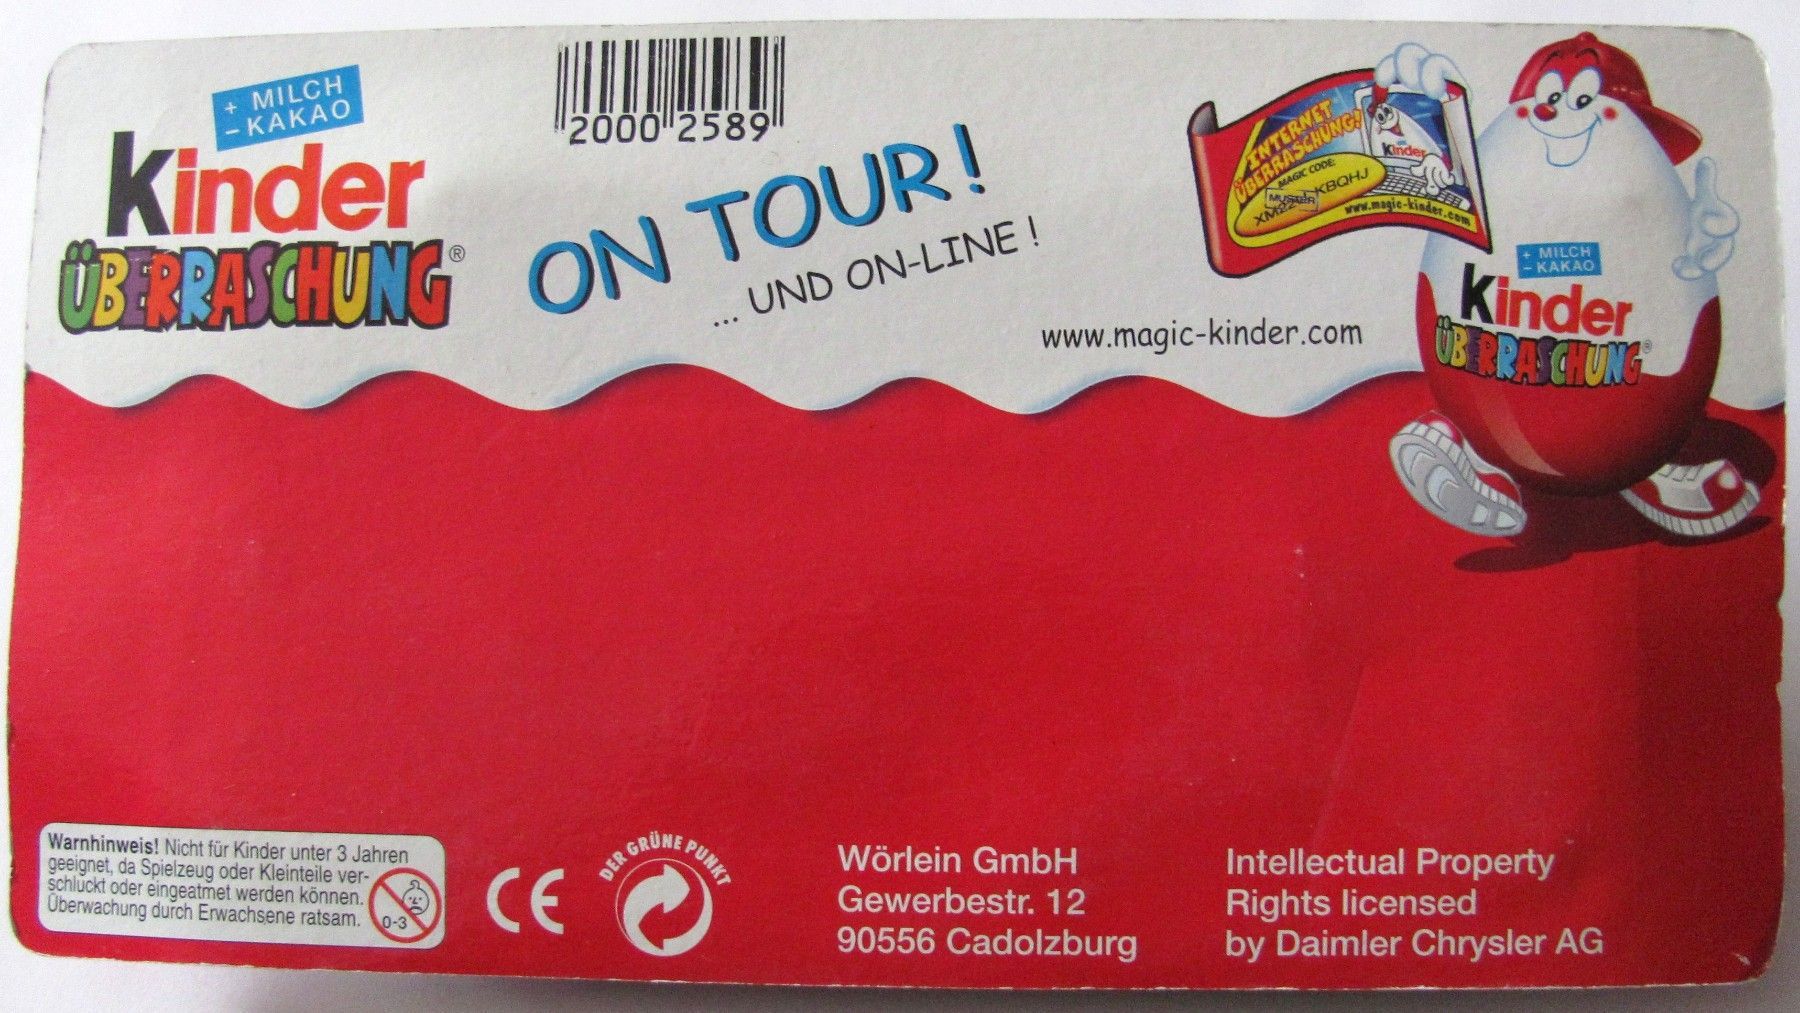 + MILCH
- KAKAO
kinder
ÜBERRASCHUNG®
2000 2589
ON TOUR!
... UND ON-LINE!
INTERNET
ÜBERRASCHUNG!
MAGIC CODE:
MUSTER
KBQHJ
Kinder
www.magic-kinder.com
www.magic-kinder.com
+ MILCH
- KAKAO
kinder
ÜBERRASCHUNG®
Warnhinweis! Nicht für Kinder unter 3 Jahren
geeignet, da Spielzeug oder Kleinteile ver-
schluckt oder eingeatmet werden können.
Überwachung durch Erwachsene ratsam.
0-3
CE
DER GRÜNE PUNKT
Wörlein GmbH
Gewerbestr. 12
90556 Cadolzburg
Intellectual Property
Rights licensed
by Daimler Chrysler AG